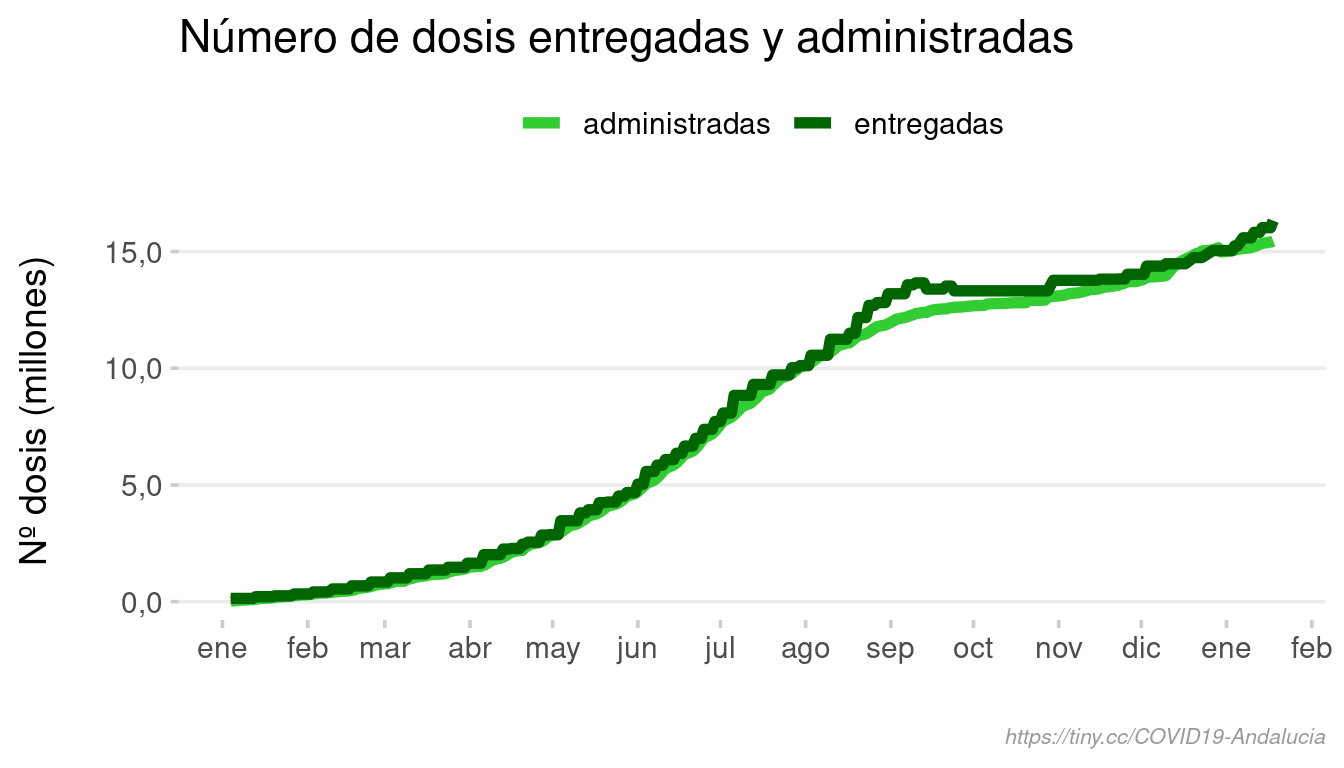 Número de dosis entregadas y administradas
administradas entregadas
Nº dosis (millones)
15,0
10,0
5,0
0,0
ene feb mar abr may jun jul ago sep oct nov dic ene feb
https://tiny.cc/COVID19-Andalucia